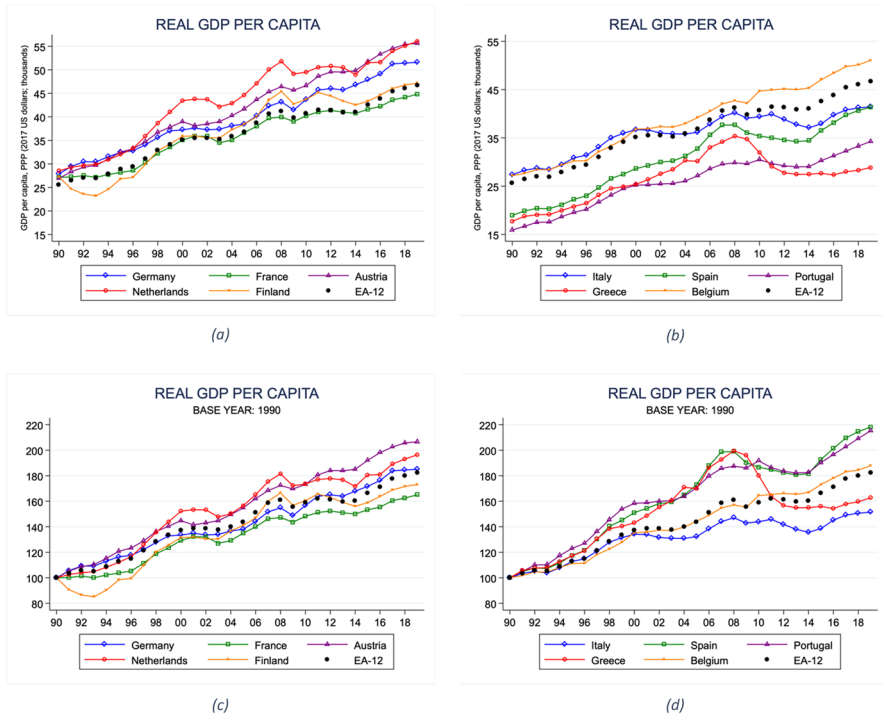 REAL GDP PER CAPITA
GDP per capita, PPP (2017 US dollars; thousands)
55
50
45
40
35
30
25
20
15
90 92 94 96 98 00 02 04 06 08 10 12 14 16 18
Germany France Austria
Netherlands Finland EA-12
(a)
REAL GDP PER CAPITA
GDP per capita, PPP (2017 US dollars; thousands)
55
45
35
25
15
90 92 94 96 98 00 02 04 06 08 10 12 14 16 18
Italy Spain Portugal
Greece Belgium EA-12
(b)
REAL GDP PER CAPITA
BASE YEAR: 1990
220
200
180
160
140
120
100
80
90 92 94 96 98 00 02 04 06 08 10 12 14 16 18
Germany France Austria
Netherlands Finland EA-12
(c)
REAL GDP PER CAPITA
BASE YEAR: 1990
220
200
180
160
140
120
100
80
90 92 94 96 98 00 02 04 06 08 10 12 14 16 18
Italy Spain Portugal
Greece Belgium EA-12
(d)